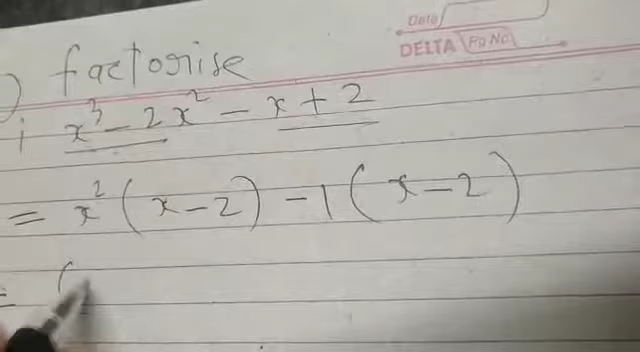 Date
DELTA Pg No
) factorise
i x³ - 2x² - x + 2
= x² (x - 2) - 1 (x - 2)
= (